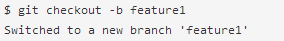 $ git checkout -b feature1
Switched to a new branch 'feature1'